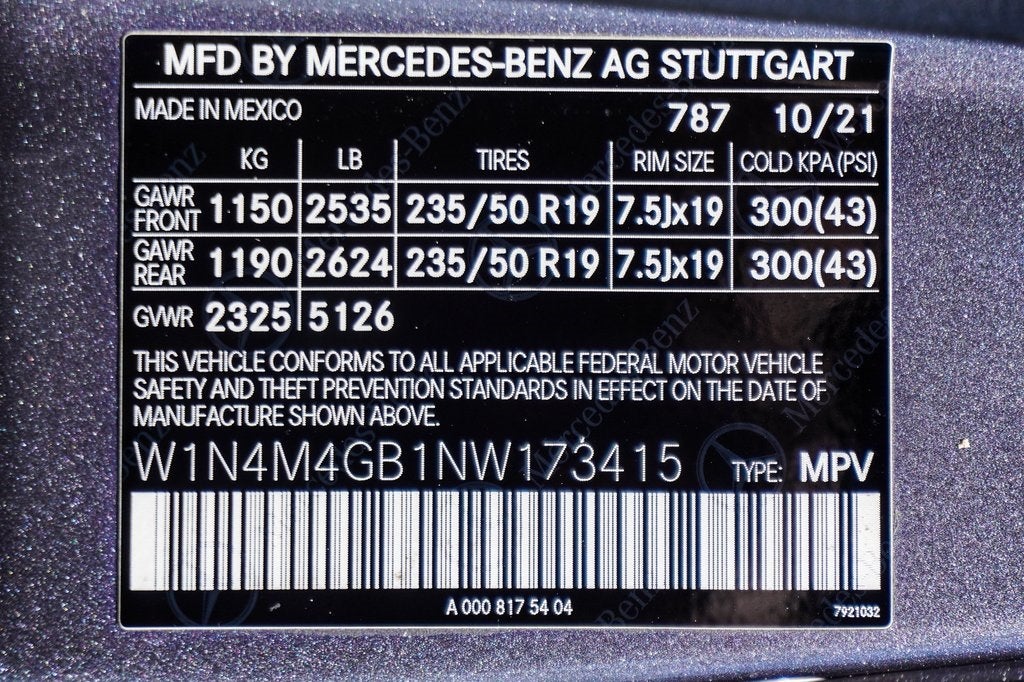 MFD BY MERCEDES-BENZ AG STUTTGART
MADE IN MEXICO 787 10/21
KG LB TIRES RIM SIZE COLD KPA (PSI)
GAWR FRONT 1150 2535 235/50 R19 7.5Jx19 300(43)
GAWR REAR 1190 2624 235/50 R19 7.5Jx19 300(43)
GVWR 2325 5126
THIS VEHICLE CONFORMS TO ALL APPLICABLE FEDERAL MOTOR VEHICLE
SAFETY AND THEFT PREVENTION STANDARDS IN EFFECT ON THE DATE OF
MANUFACTURE SHOWN ABOVE.
W1N4M4GB1NW173415 TYPE: MPV
A 000 817 54 04 7921032